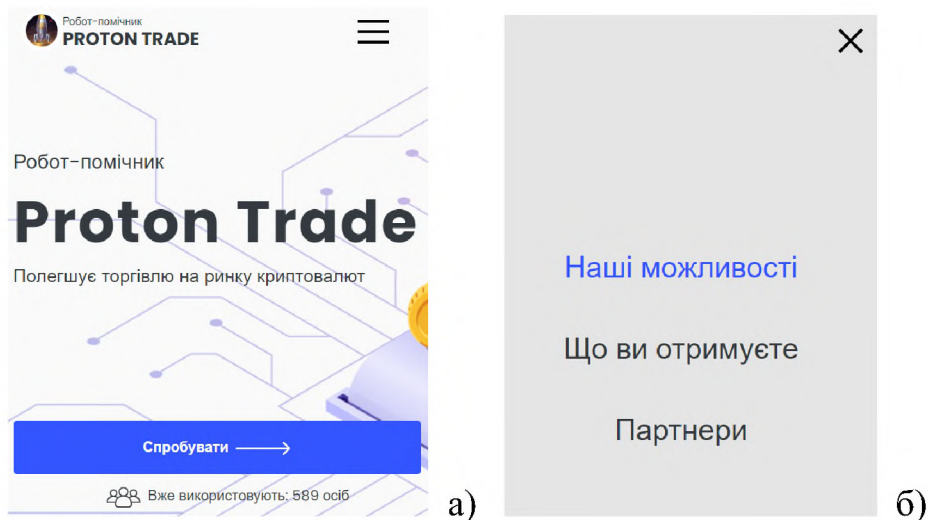 Робот-помічник
PROTON TRADE
Робот-помічник
Proton Trade
Полегшує торгівлю на ринку криптовалют
Спробувати
Вже використовують: 589 осіб
а)
Наші можливості
Що ви отримуєте
Партнери
б)